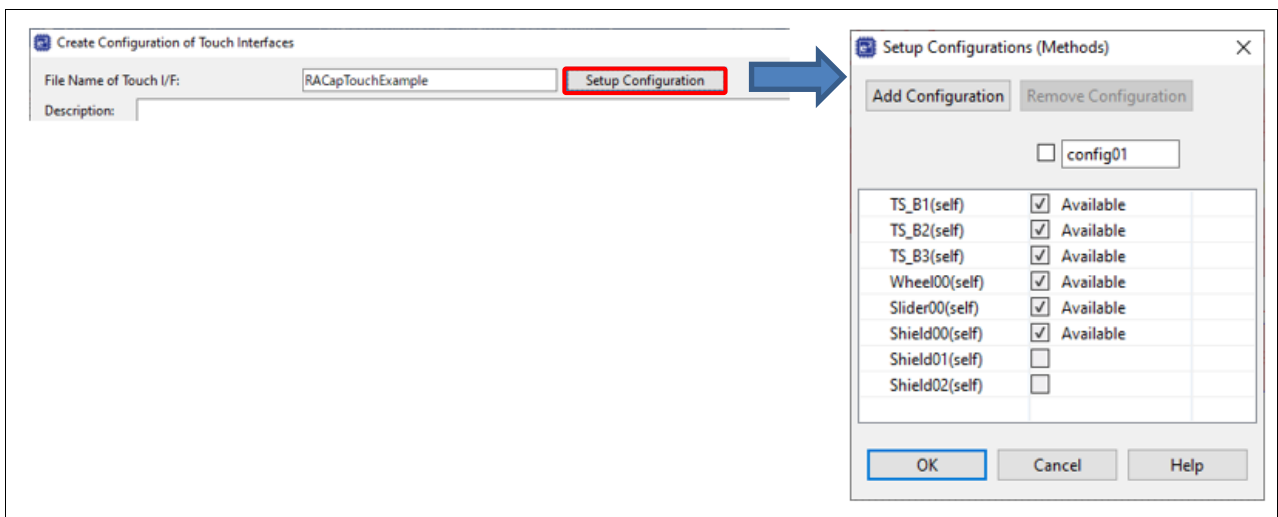 Create Configuration of Touch Interfaces
File Name of Touch I/F: RACapTouchExample Setup Configuration
Description:
Setup Configurations (Methods)
Add Configuration Remove Configuration
config01
TS_B1(self) Available
TS_B2(self) Available
TS_B3(self) Available
Wheel00(self) Available
Slider00(self) Available
Shield00(self) Available
Shield01(self)
Shield02(self)
OK Cancel Help